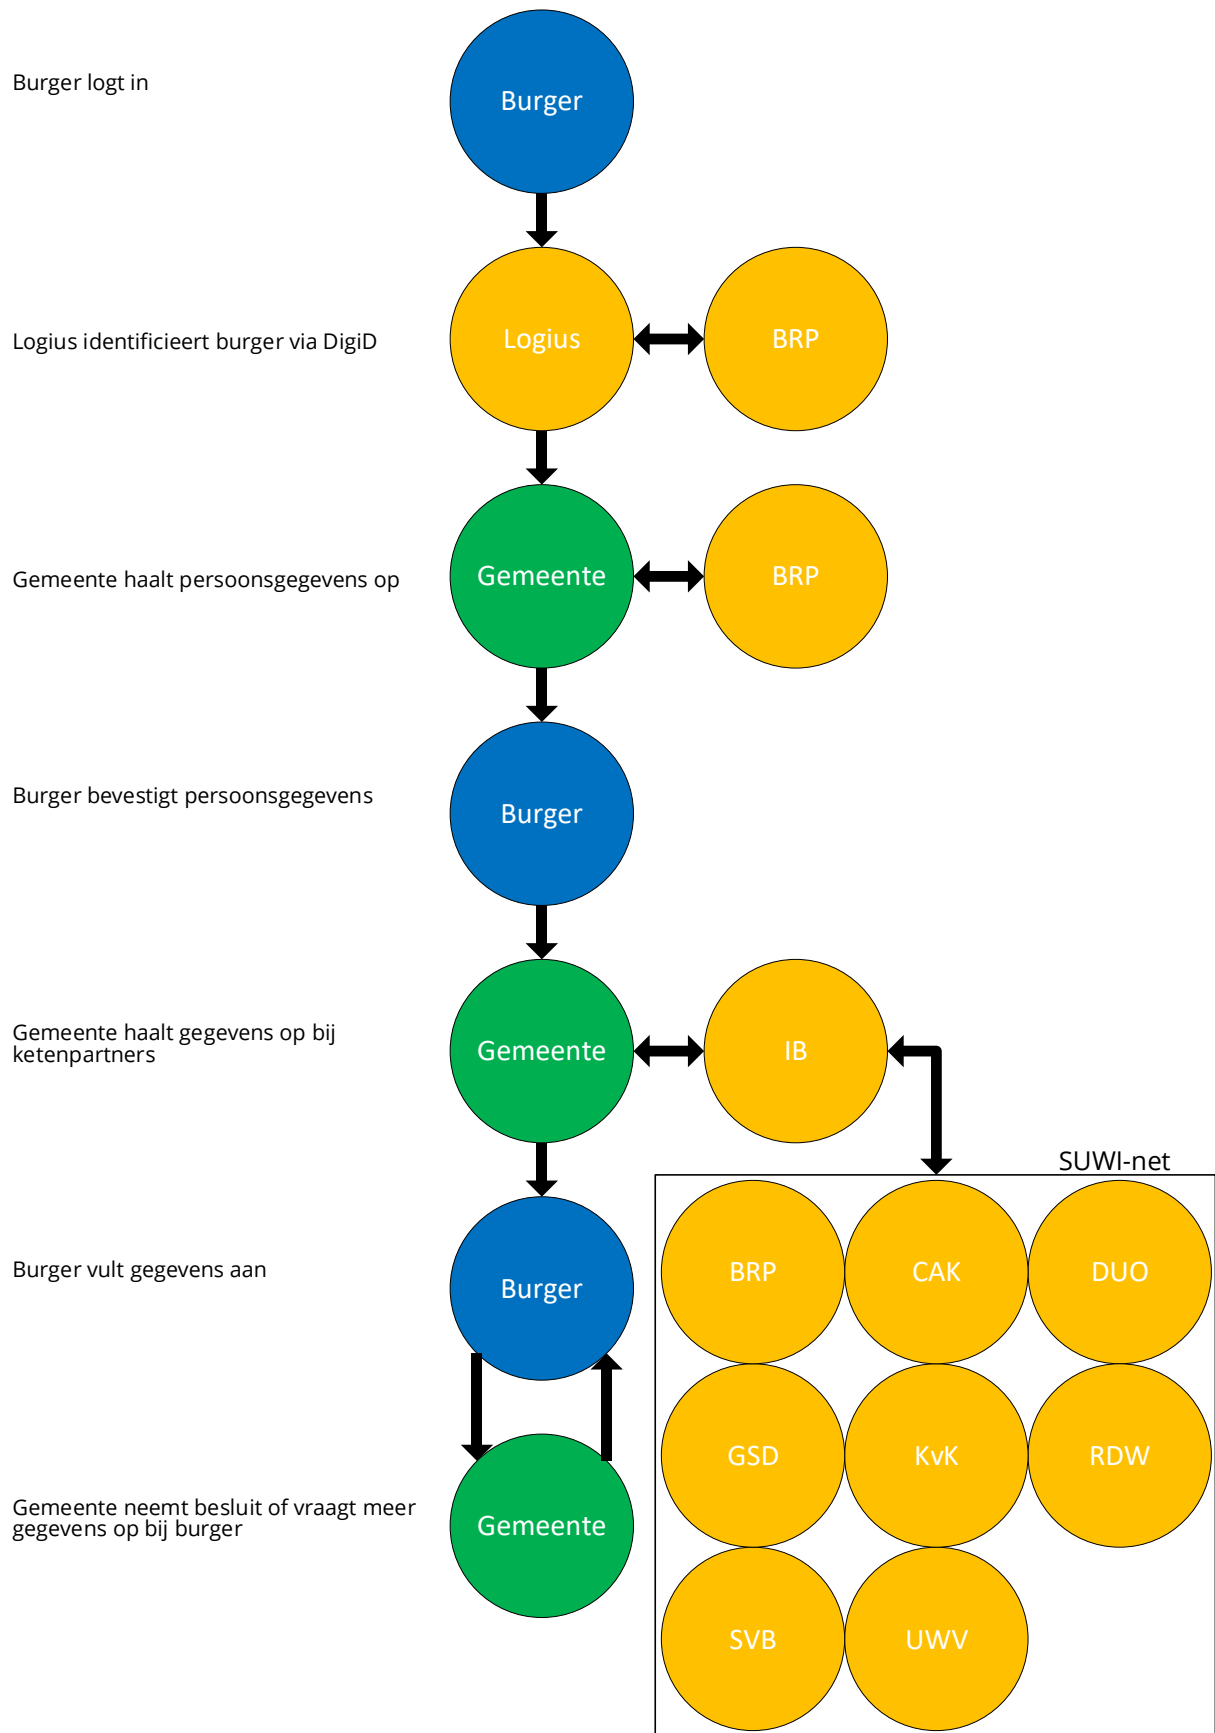 Burger logt in
Burger
Logius identificieert burger via DigiD
Logius
BRP
Gemeente haalt persoonsgegevens op
Gemeente
BRP
Burger bevestigt persoonsgegevens
Burger
Gemeente haalt gegevens op bij
ketenpartners
Gemeente
IB
SUWI-net
Burger vult gegevens aan
Burger
BRP
CAK
DUO
GSD
KvK
RDW
Gemeente neemt besluit of vraagt meer
gegevens op bij burger
Gemeente
SVB
UWV